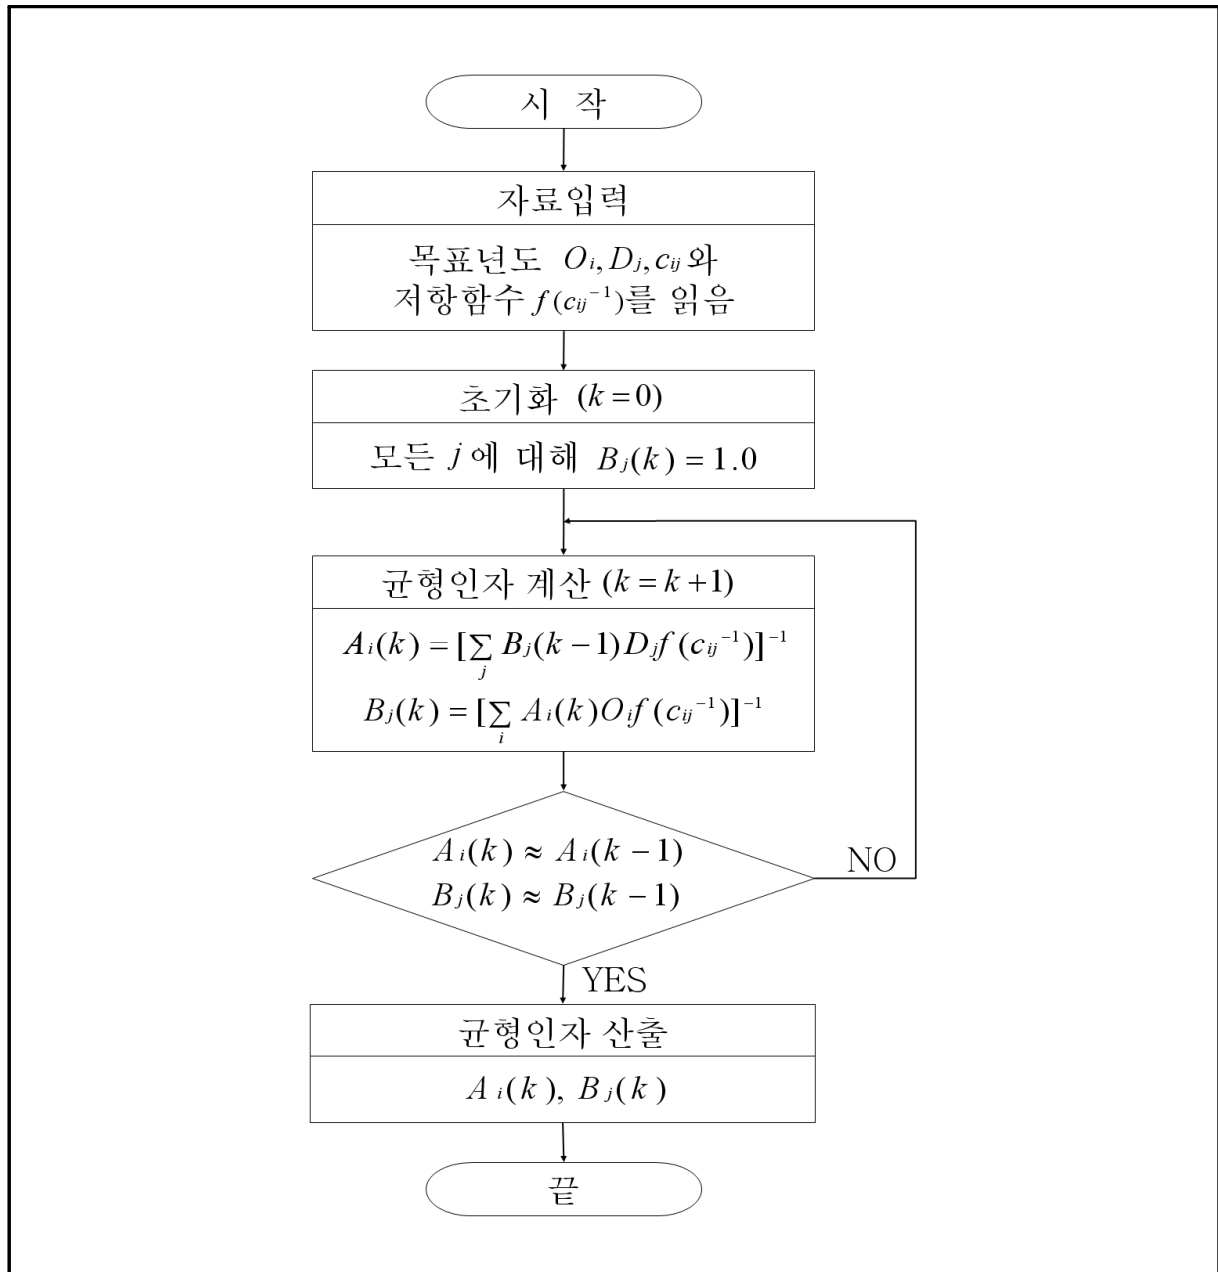 시 작
자료입력
목표년도 Oᵢ, Dⱼ, cᵢⱼ 와
저항함수 f(cᵢⱼ⁻¹)를 읽음
초기화 (k=0)
모든 j 에 대해 Bⱼ(k) = 1.0
균형인자 계산 (k = k+1)
Aᵢ(k) = [∑ⱼ Bⱼ(k−1)Dⱼf(cᵢⱼ⁻¹)]⁻¹
Bⱼ(k) = [∑ᵢ Aᵢ(k)Oᵢf(cᵢⱼ⁻¹)]⁻¹
Aᵢ(k) ≈ Aᵢ(k−1)
Bⱼ(k) ≈ Bⱼ(k−1)
NO
YES
균형인자 산출
Aᵢ(k), Bⱼ(k)
끝